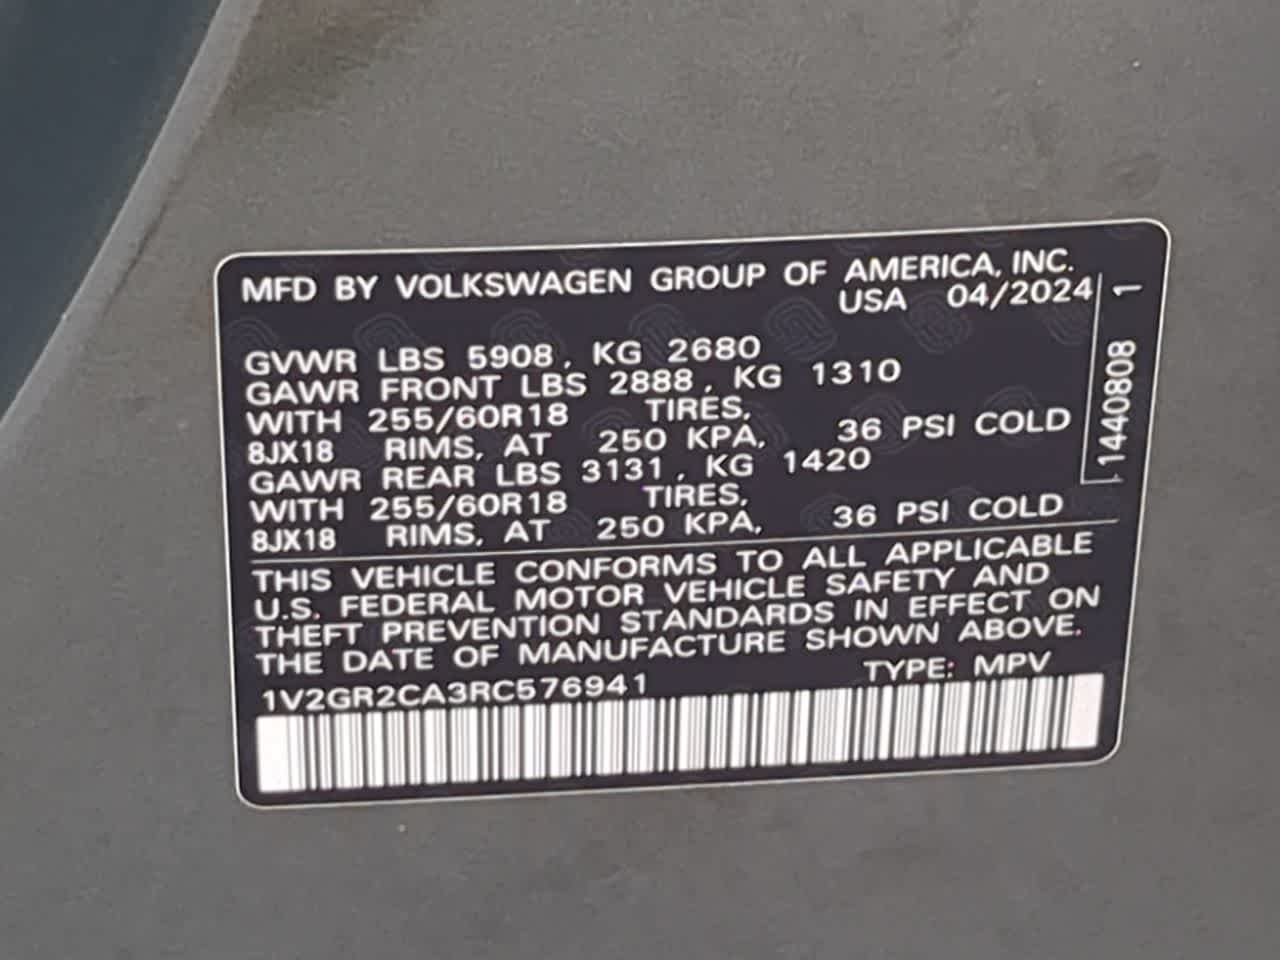 MFD BY VOLKSWAGEN GROUP OF AMERICA, INC.
USA 04/2024
GVWR LBS 5908, KG 2680
GAWR FRONT LBS 2888, KG 1310
WITH 255/60R18 TIRES,
8JX18 RIMS, AT 250 KPA, 36 PSI COLD
GAWR REAR LBS 3131, KG 1420
WITH 255/60R18 TIRES,
8JX18 RIMS, AT 250 KPA, 36 PSI COLD
THIS VEHICLE CONFORMS TO ALL APPLICABLE
U.S. FEDERAL MOTOR VEHICLE SAFETY AND
THEFT PREVENTION STANDARDS IN EFFECT ON
THE DATE OF MANUFACTURE SHOWN ABOVE.
1V2GR2CA3RC576941 TYPE: MPV
1440808 1